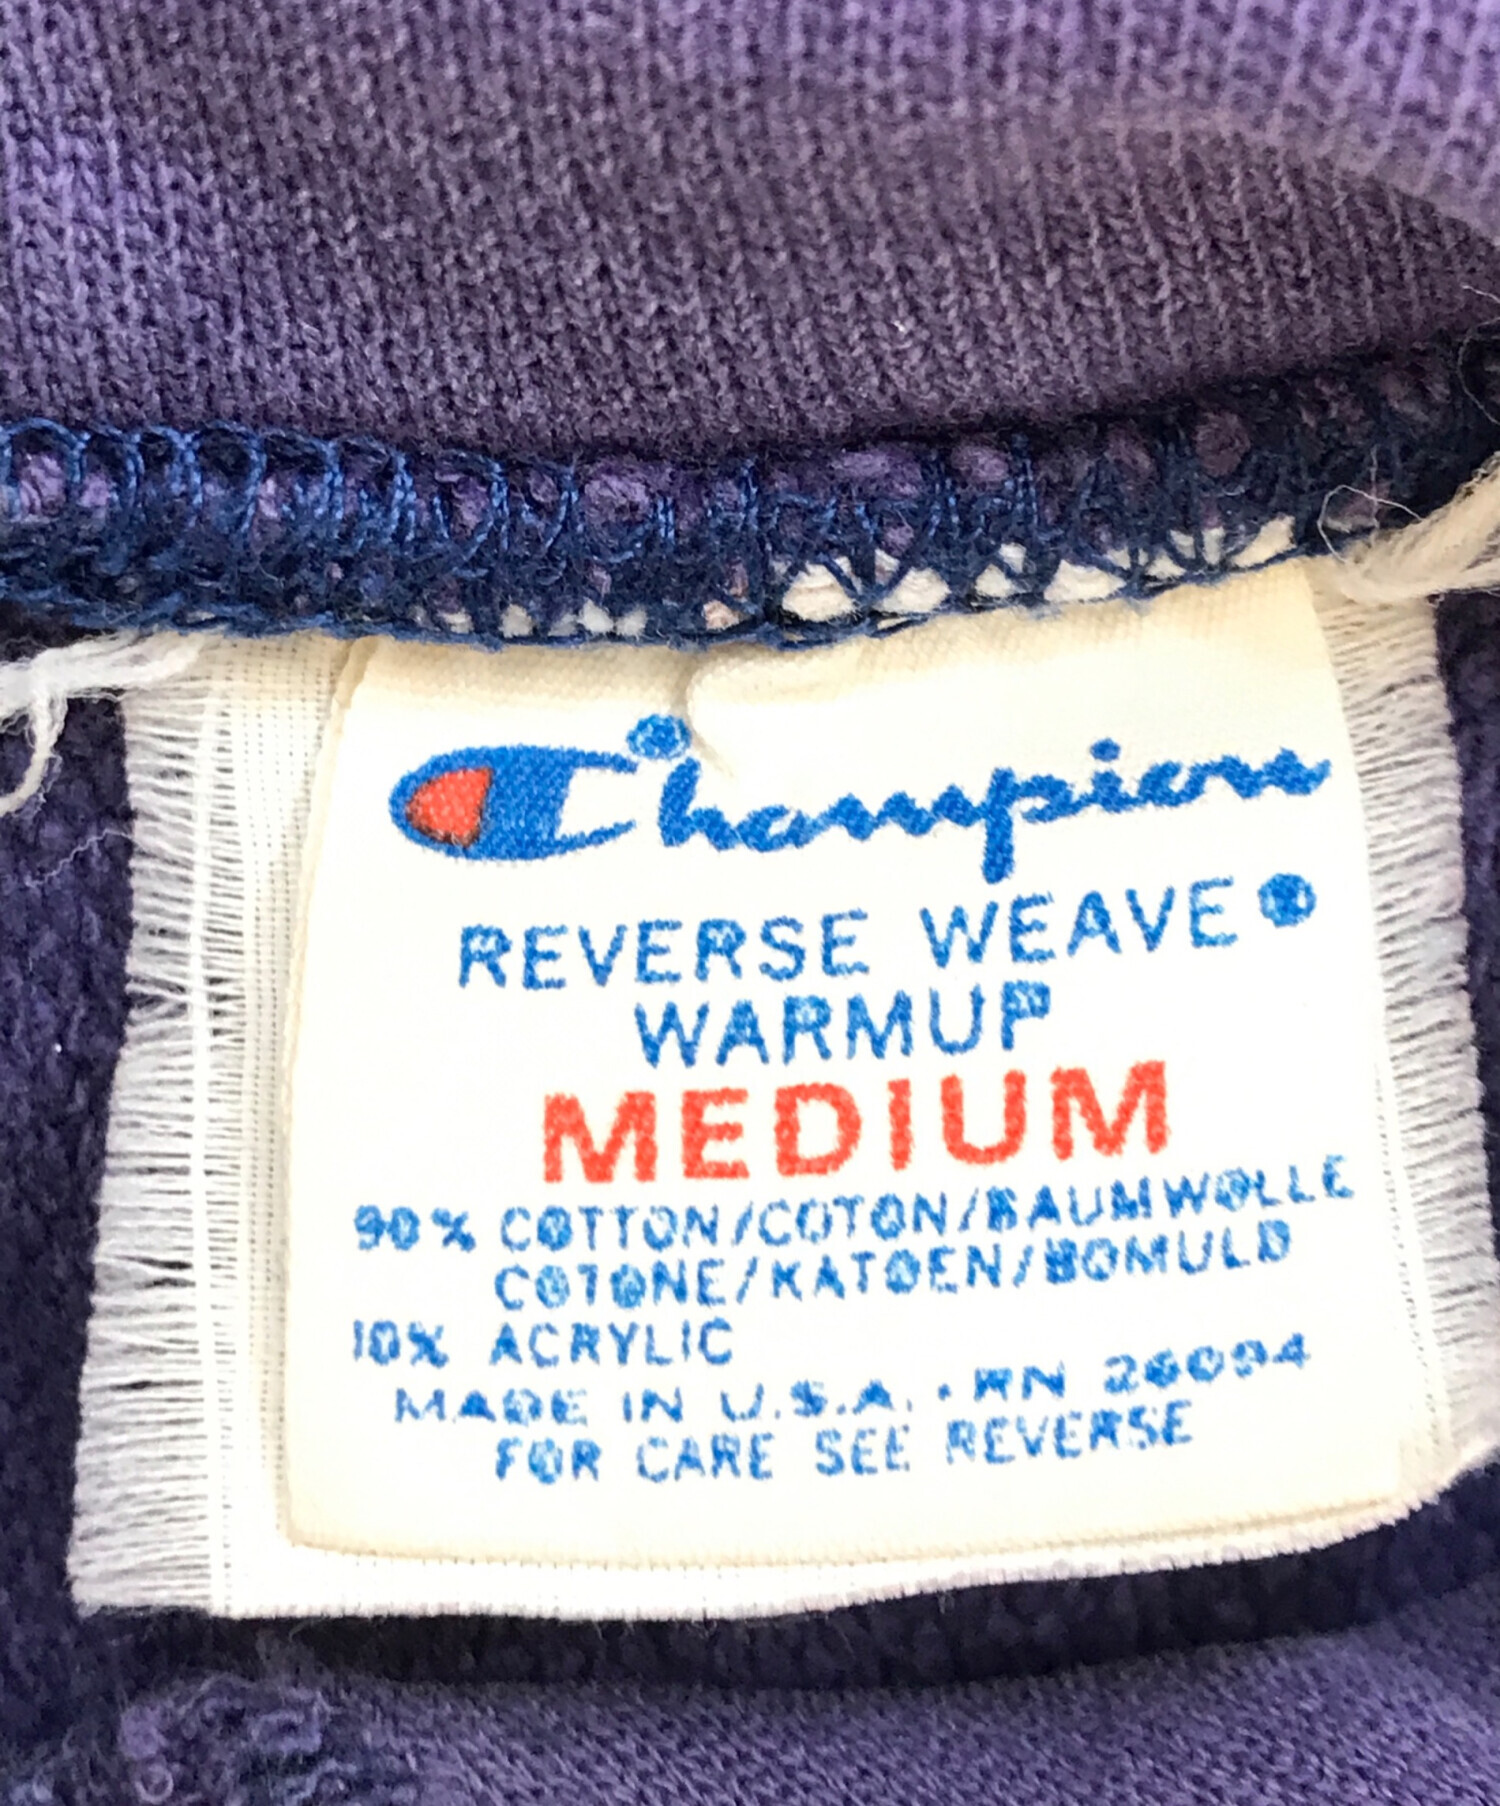 Champion
REVERSE WEAVE®
WARMUP
MEDIUM
90% COTTON/COTON/BAUMWOLLE
COTONE/KATOEN/BOMULD
10% ACRYLIC
MADE IN U.S.A. • RN 26094
FOR CARE SEE REVERSE